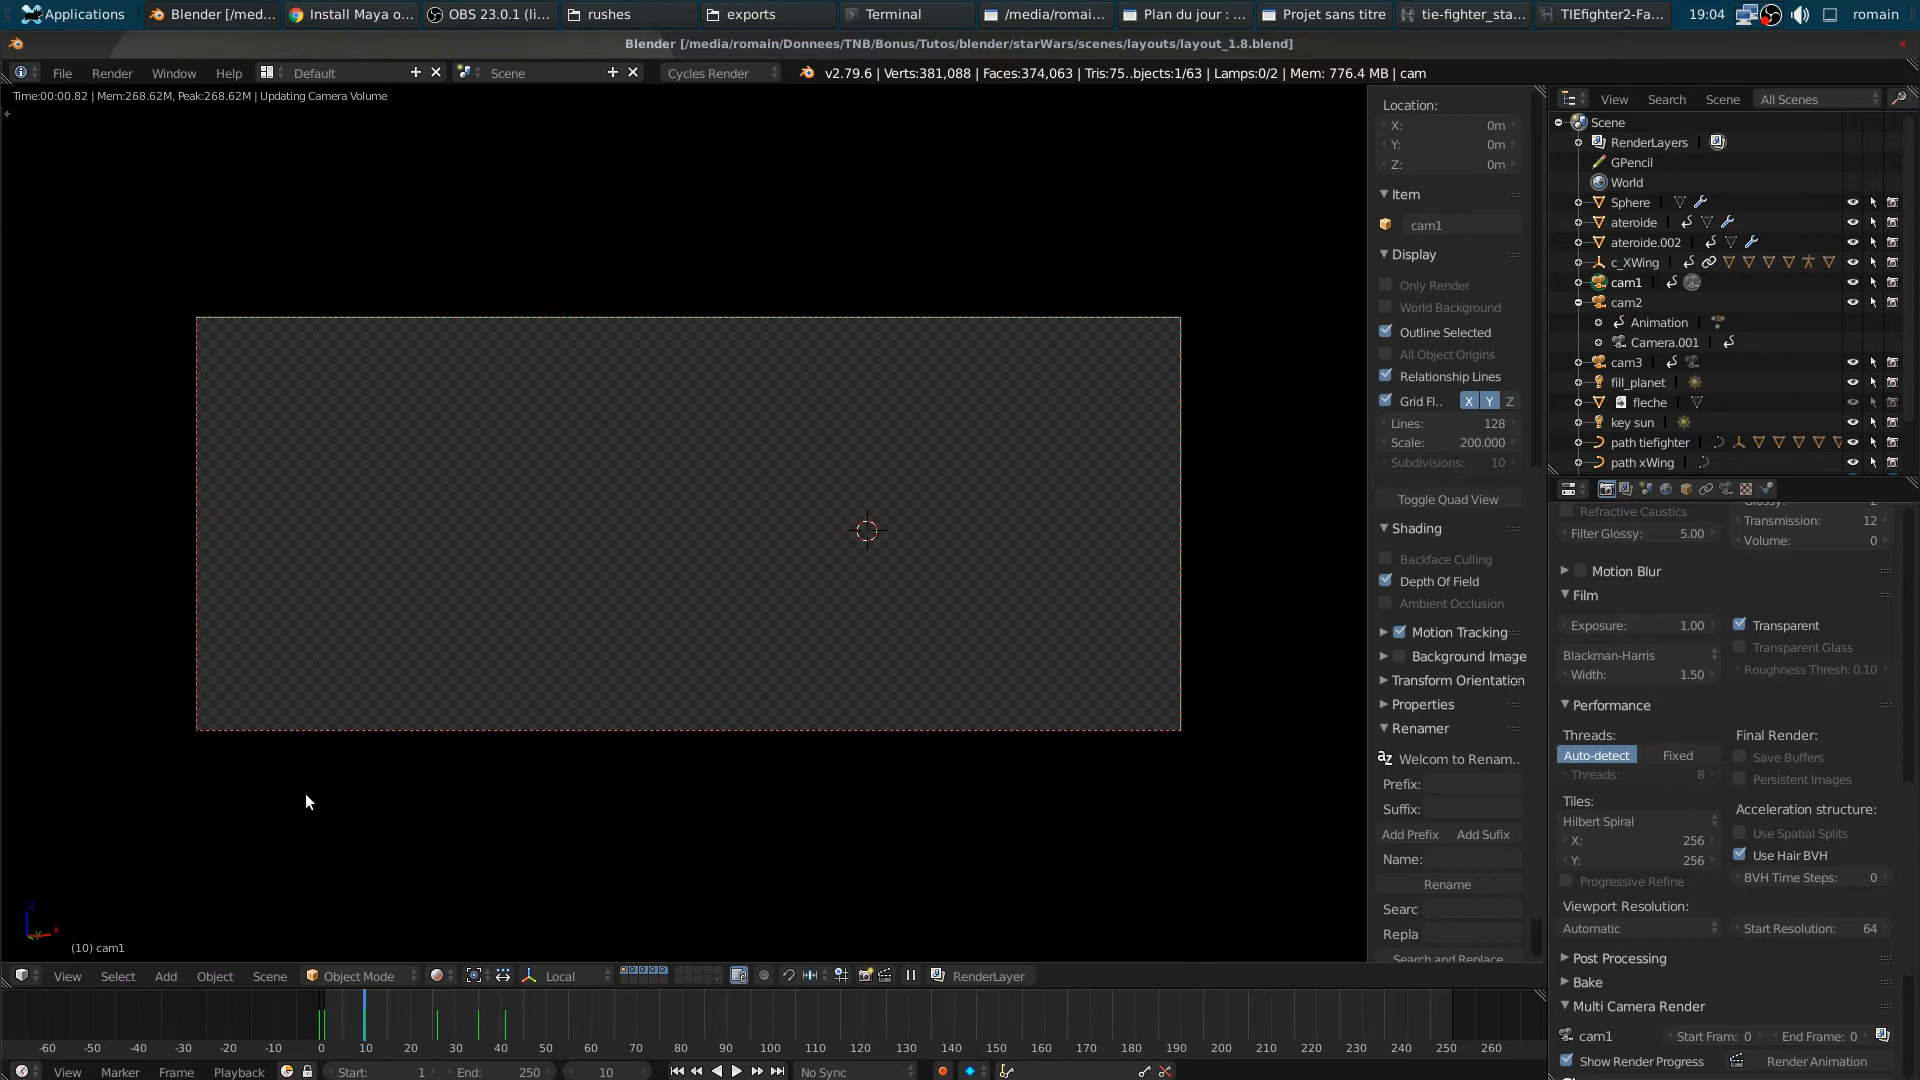 Applications
Blender [/med...
Install Maya o...
OBS 23.0.1 (li...
rushes
exports
Terminal
/media/romai...
Plan du jour : ...
Projet sans titre
tie-fighter_sta...
TIEfighter2-Fa...
19:04
romain
Blender [/media/romain/Donnees/TNB/Bonus/Tutos/blender/starWars/scenes/layouts/layout_1.8.blend]
File Render Window Help
Default
Scene
Cycles Render
v2.79.6 | Verts:381,088 | Faces:374,063 | Tris:75..bjects:1/63 | Lamps:0/2 | Mem: 776.4 MB | cam
Time:00:00.82 | Mem:268.62M, Peak:268.62M | Updating Camera Volume
(10) cam1
View Select Add Object Scene
Object Mode
Local
RenderLayer
Location:
X: 0m
Y: 0m
Z: 0m
Item
cam1
Display
Only Render
World Background
Outline Selected
All Object Origins
Relationship Lines
Grid Fl.. X Y Z
Lines: 128
Scale: 200.000
Subdivisions: 10
Toggle Quad View
Shading
Backface Culling
Depth Of Field
Ambient Occlusion
Motion Tracking
Background Image
Transform Orientation
Properties
Renamer
Welcom to Renam..
Prefix:
Suffix:
Add Prefix Add Sufix
Name:
Rename
Searc
Repla
Search and Replace
View Search Scene All Scenes
Scene
RenderLayers
GPencil
World
Sphere
ateroide
ateroide.002
c_XWing
cam1
cam2
Animation
Camera.001
cam3
fill_planet
fleche
key sun
path tiefighter
path xWing
Refractive Caustics
Filter Glossy: 5.00
Transmission: 12
Volume: 0
Motion Blur
Film
Exposure: 1.00
Transparent
Transparent Glass
Blackman-Harris
Width: 1.50
Roughness Thresh: 0.10
Performance
Threads:
Auto-detect Fixed
Threads: 8
Final Render:
Save Buffers
Persistent Images
Tiles:
Hilbert Spiral
X: 256
Y: 256
Progressive Refine
Acceleration structure:
Use Spatial Splits
Use Hair BVH
BVH Time Steps: 0
Viewport Resolution:
Automatic
Start Resolution: 64
Post Processing
Bake
Multi Camera Render
cam1
Start Fram: 0
End Frame: 0
Show Render Progress
Render Animation
-60 -50 -40 -30 -20 -10 0 10 20 30 40 50 60 70 80 90 100 110 120 130 140 150 160 170 180 190 200 210 220 230 240 250 260
View Marker Frame Playback
Start: 1
End: 250
10
No Sync